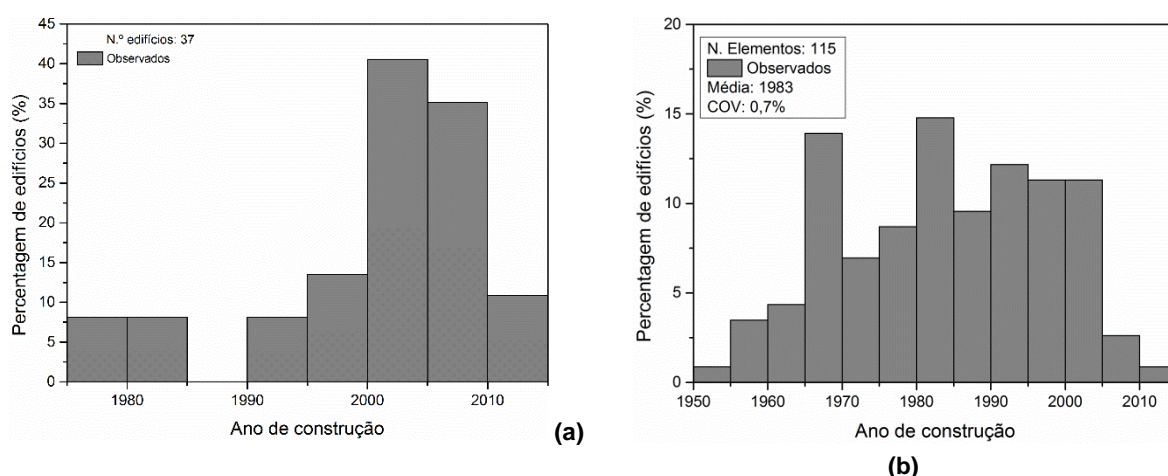 45
40
35
30
25
20
15
10
5
0
Percentagem de edifícios (%)
N.º edifícios: 37
Observados
1980 1990 2000 2010
Ano de construção
(a)
20
15
10
5
0
Percentagem de edifícios (%)
N. Elementos: 115
Observados
Média: 1983
COV: 0,7%
1950 1960 1970 1980 1990 2000 2010
Ano de construção
(b)